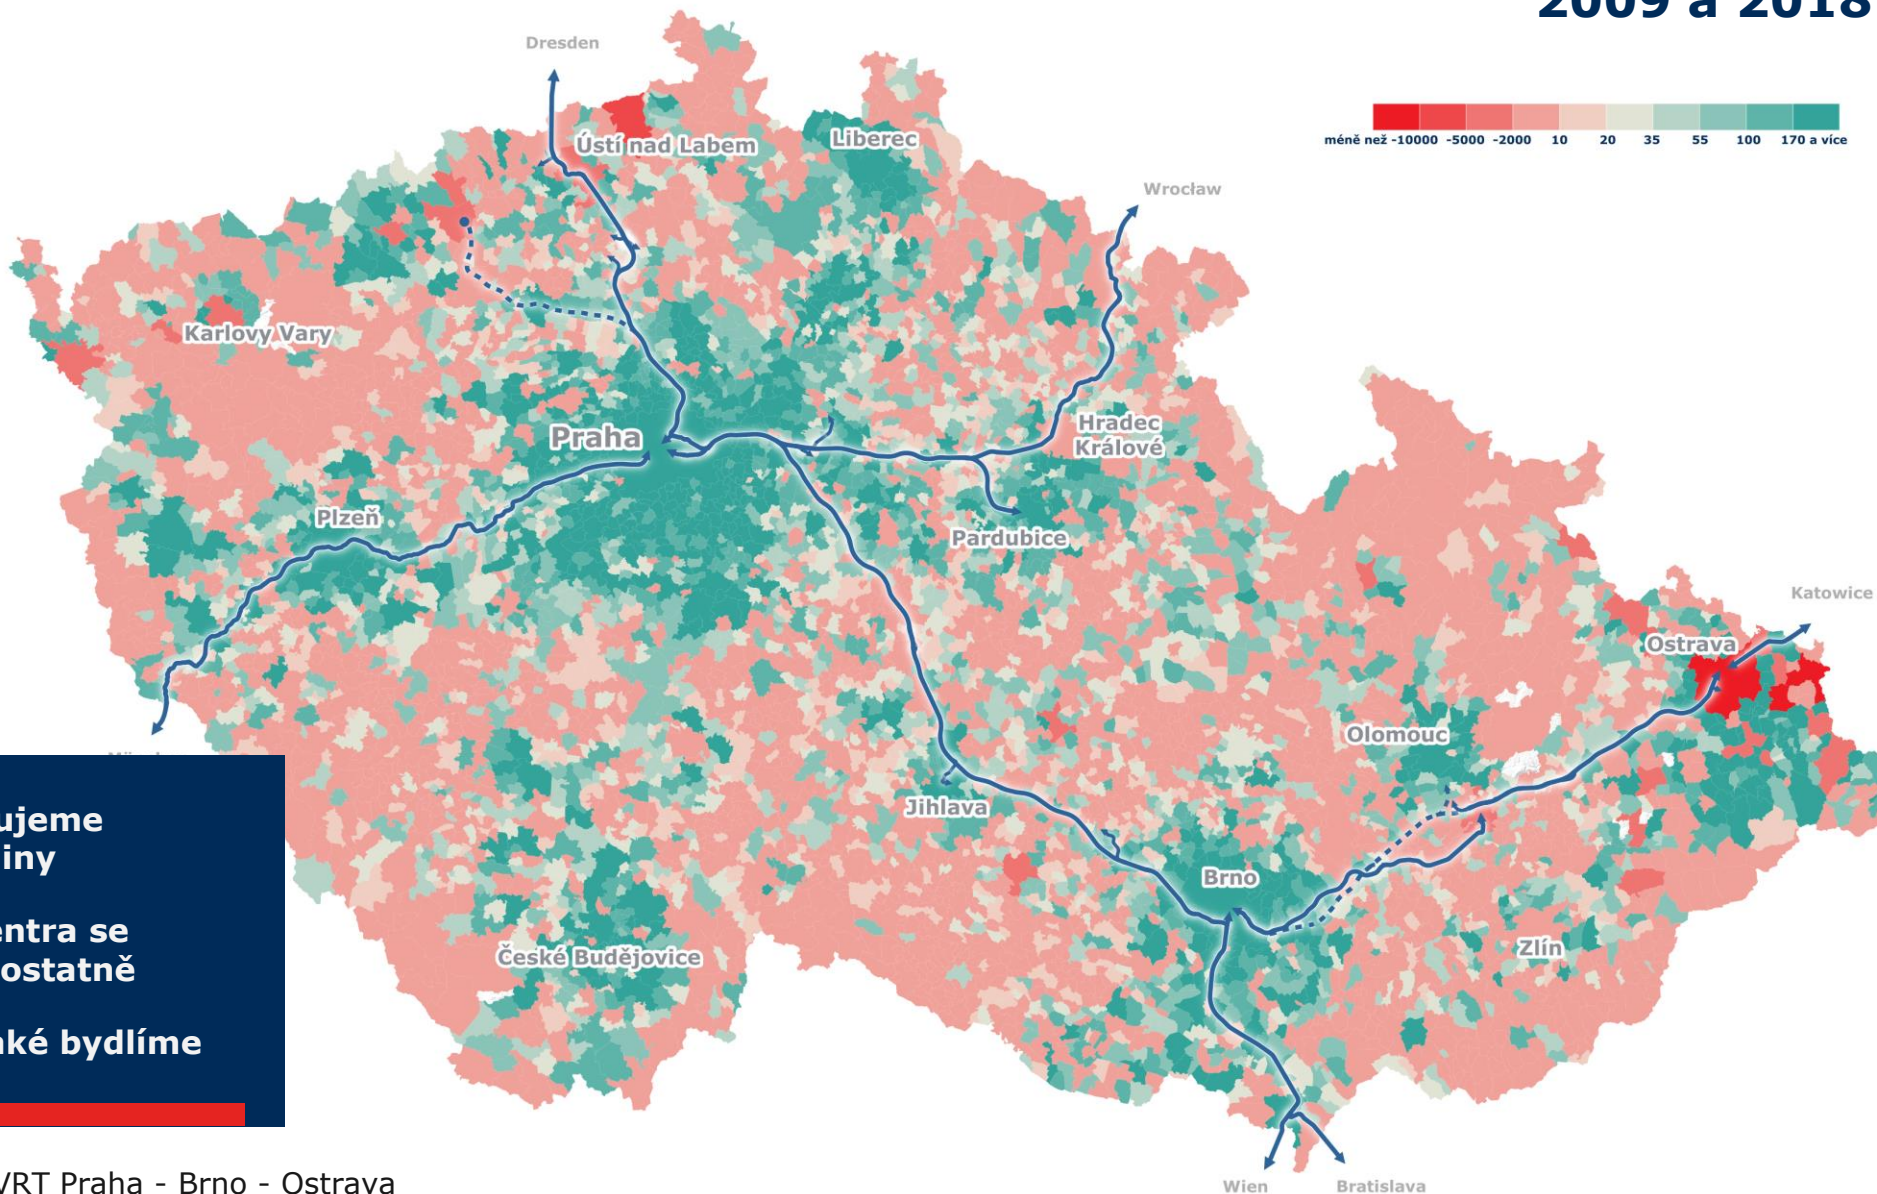 2009 a 2018
Dresden
Ústí nad Labem
Liberec
méně než -10000 -5000 -2000 10 20 35 55 100 170 a více
Wrocław
Karlovy Vary
Praha
Hradec
Králové
Plzeň
Pardubice
Katowice
Ostrava
Olomouc
Jihlava
Brno
České Budějovice
Zlín
ujeme
iny
entra se
ostatně
aké bydlíme
VRT Praha - Brno - Ostrava
Wien
Bratislava